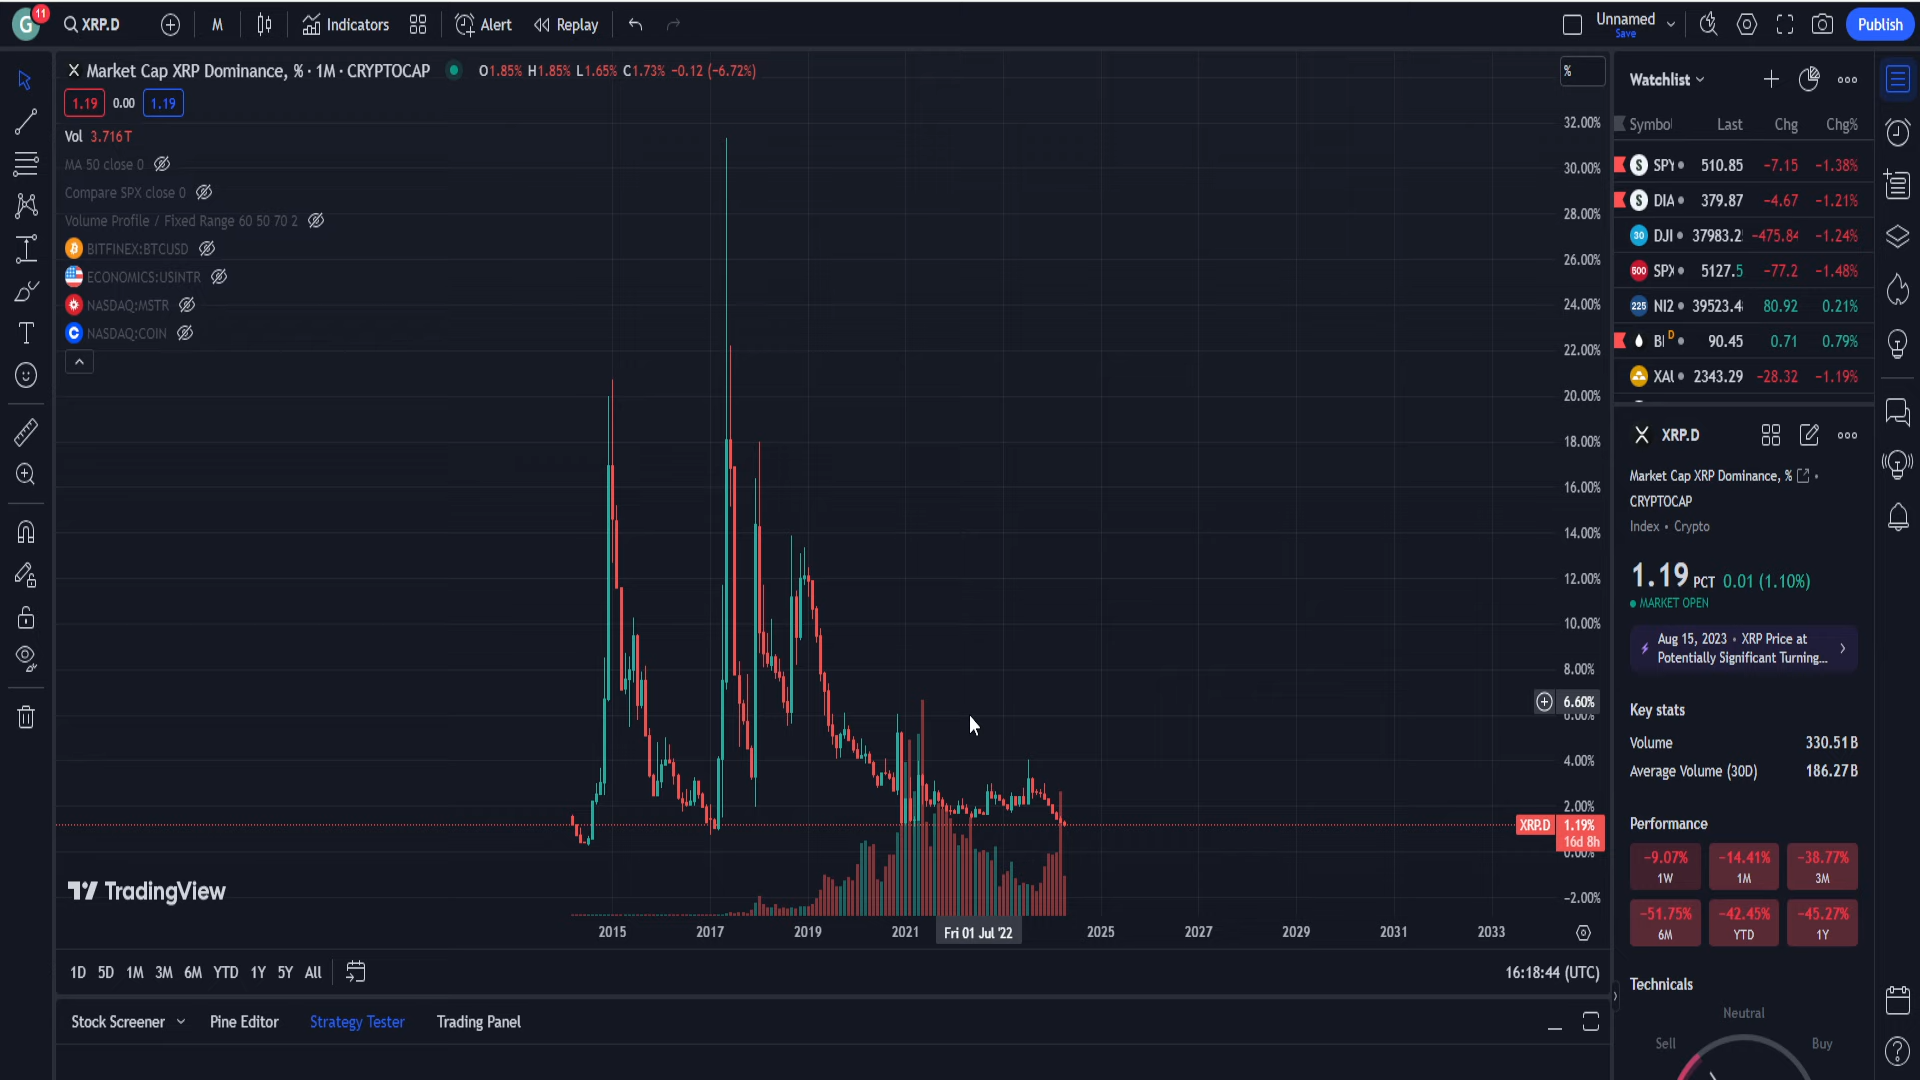 G 11 XRP.D M Indicators Alert Replay Unnamed Save Publish
Market Cap XRP Dominance, % · 1M · CRYPTOCAP O1.85% H1.85% L1.65% C1.73% -0.12 (-6.72%)
%
1.19 0.00 1.19
Vol 3.716T
MA 50 close 0
Compare SPX close 0
Volume Profile / Fixed Range 60 50 70 2
BITFINEX:BTCUSD
ECONOMICS:USINTR
NASDAQ:MSTR
NASDAQ:COIN
32.00%
30.00%
28.00%
26.00%
24.00%
22.00%
20.00%
18.00%
16.00%
14.00%
12.00%
10.00%
8.00%
6.60%
4.00%
2.00%
XRP.D 1.19%
16d 8h
0.00%
-2.00%
TradingView
2015 2017 2019 2021 Fri 01 Jul '22 2025 2027 2029 2031 2033
1D 5D 1M 3M 6M YTD 1Y 5Y All 16:18:44 (UTC)
Stock Screener Pine Editor Strategy Tester Trading Panel
Watchlist
Symbol Last Chg Chg%
S SPY 510.85 -7.15 -1.38%
S DIA 379.87 -4.67 -1.21%
30 DJI 37983.2 -475.84 -1.24%
500 SPX 5127.5 -77.2 -1.48%
225 NI2 39523.4 80.92 0.21%
D 90.45 0.71 0.79%
XAU 2343.29 -28.32 -1.19%
XRP.D
Market Cap XRP Dominance, % •
CRYPTOCAP
Index • Crypto
1.19 PCT 0.01 (1.10%)
MARKET OPEN
Aug 15, 2023 • XRP Price at
Potentially Significant Turning...
Key stats
Volume 330.51B
Average Volume (30D) 186.27B
Performance
-9.07% -14.41% -38.77%
1W 1M 3M
-51.75% -42.45% -45.27%
6M YTD 1Y
Technicals
Neutral
Sell Buy